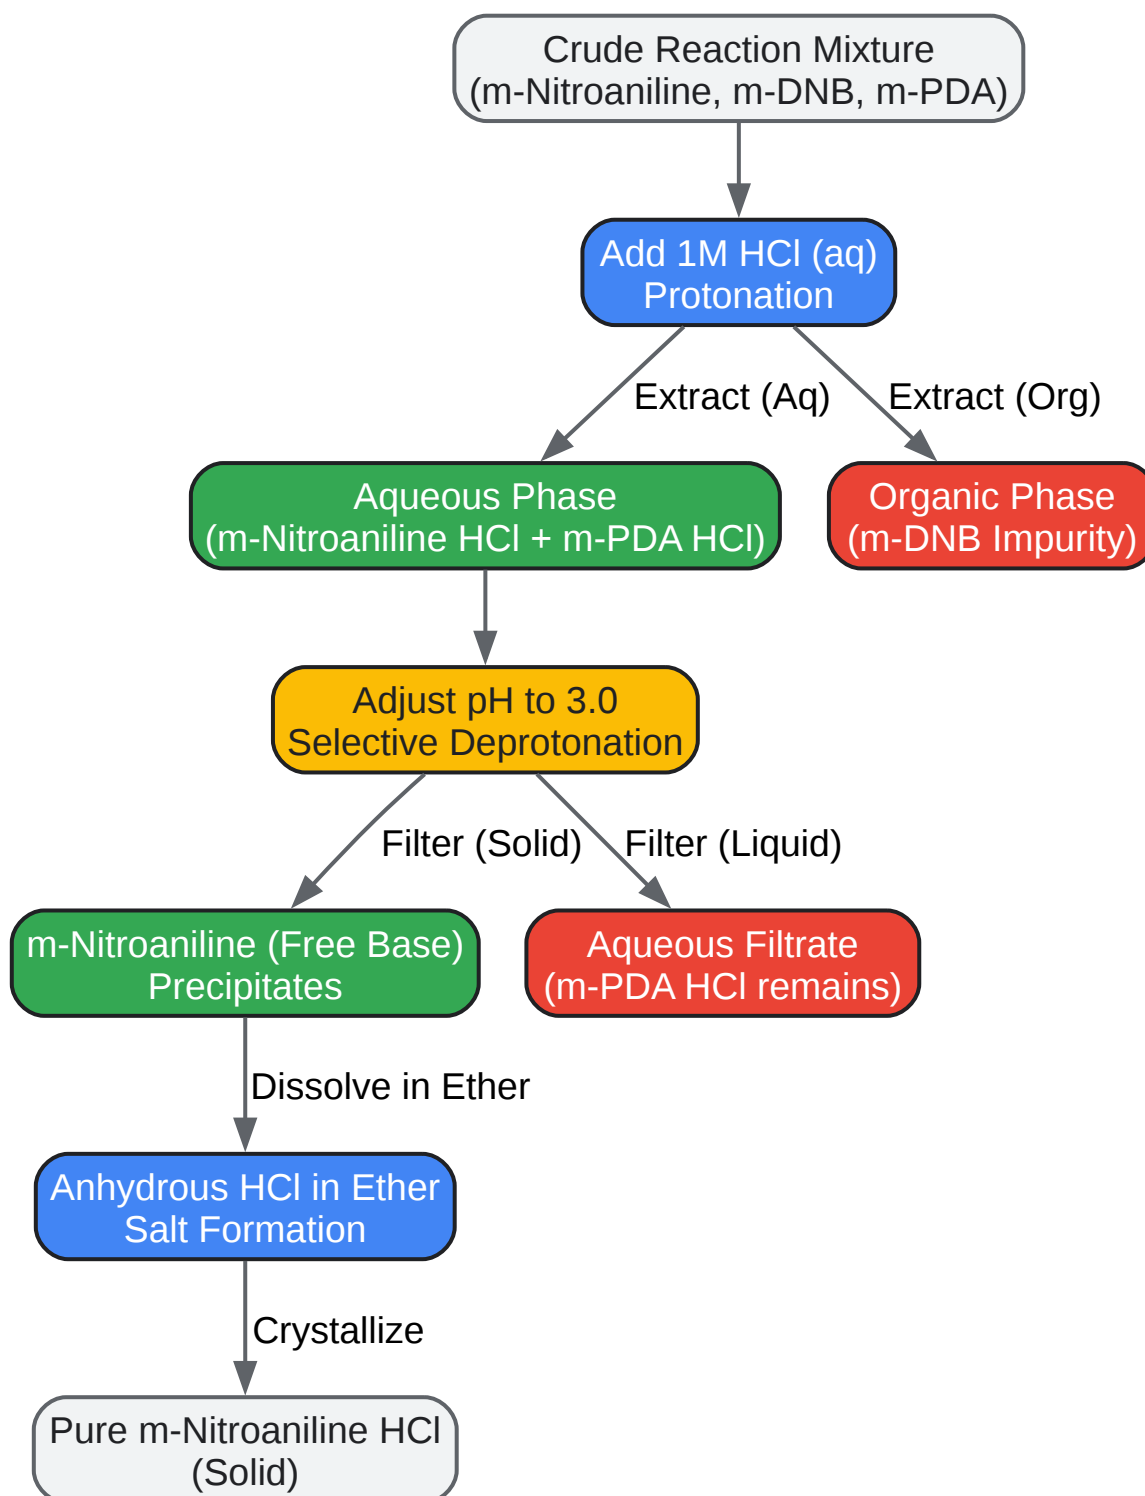 Crude Reaction Mixture
(m-Nitroaniline, m-DNB, m-PDA)
Add 1M HCl (aq)
Protonation
Extract (Aq)
Extract (Org)
Aqueous Phase
(m-Nitroaniline HCl + m-PDA HCl)
Organic Phase
(m-DNB Impurity)
Adjust pH to 3.0
Selective Deprotonation
Filter (Solid)
Filter (Liquid)
m-Nitroaniline (Free Base)
Precipitates
Aqueous Filtrate
(m-PDA HCl remains)
Dissolve in Ether
Anhydrous HCl in Ether
Salt Formation
Crystallize
Pure m-Nitroaniline HCl
(Solid)